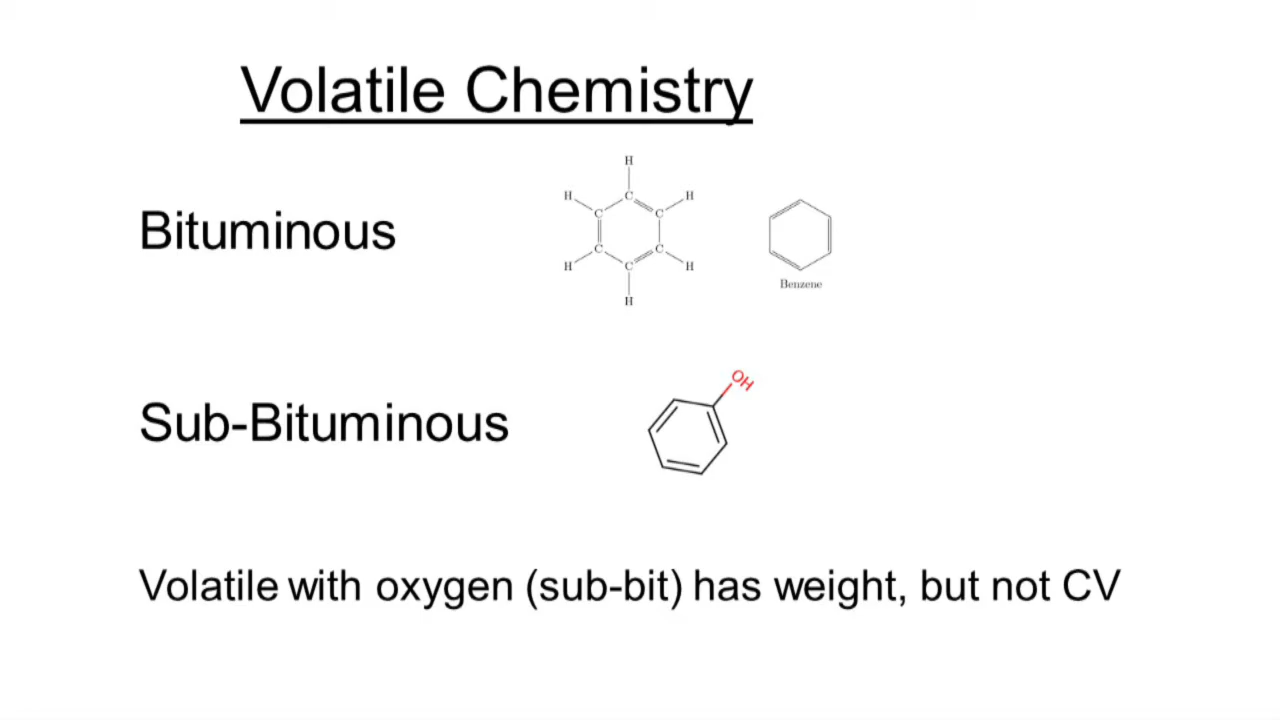 Volatile Chemistry
Bituminous
H
H
C
H
C
C
C
C
H
C
H
H
Benzene
Sub-Bituminous
OH
Volatile with oxygen (sub-bit) has weight, but not CV